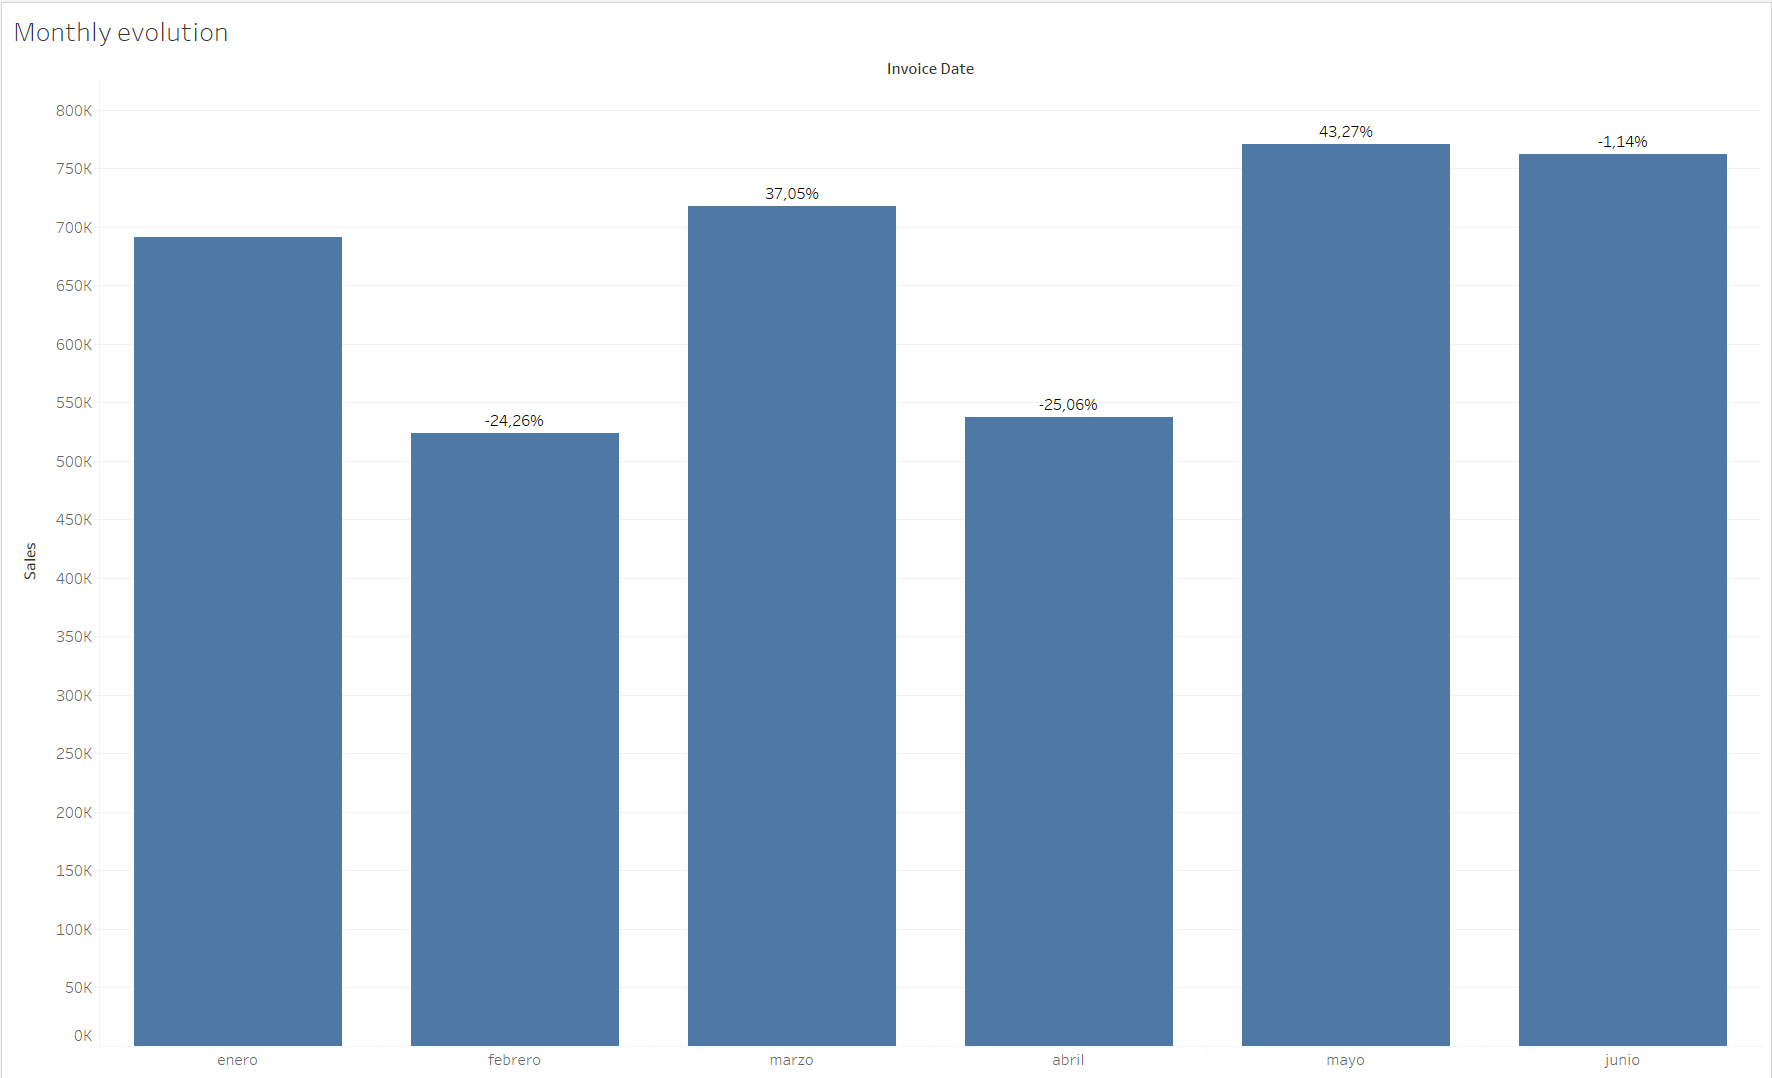 Monthly evolution
Invoice Date
800K
750K
700K
650K
600K
550K
500K
450K
400K
350K
300K
250K
200K
150K
100K
50K
0K
Sales
-24,26%
37,05%
-25,06%
43,27%
-1,14%
enero
febrero
marzo
abril
mayo
junio